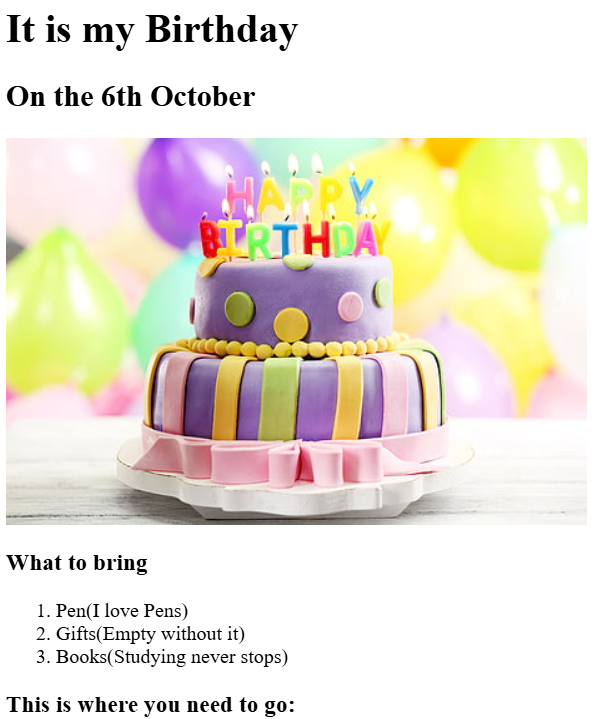 It is my Birthday
On the 6th October
HAPPY
BIRTHDAY
What to bring
1. Pen(I love Pens)
2. Gifts(Empty without it)
3. Books(Studying never stops)
This is where you need to go: